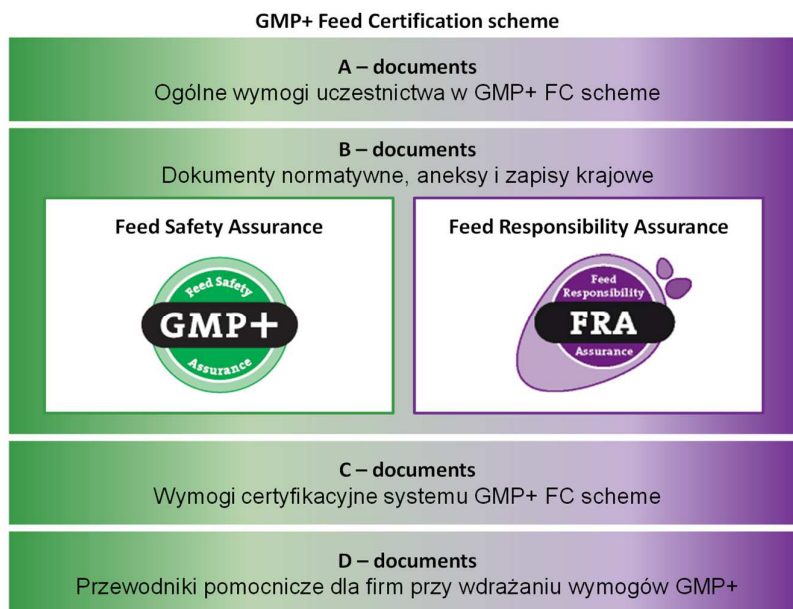 GMP+ Feed Certification scheme
A – documents
Ogólne wymogi uczestnictwa w GMP+ FC scheme
B – documents
Dokumenty normatywne, aneksy i zapisy krajowe
Feed Safety Assurance
Feed Safety
GMP+
Assurance
Feed Responsibility Assurance
Feed
Responsibility
FRA
Assurance
C – documents
Wymogi certyfikacyjne systemu GMP+ FC scheme
D – documents
Przewodniki pomocnicze dla firm przy wdrażaniu wymogów GMP+